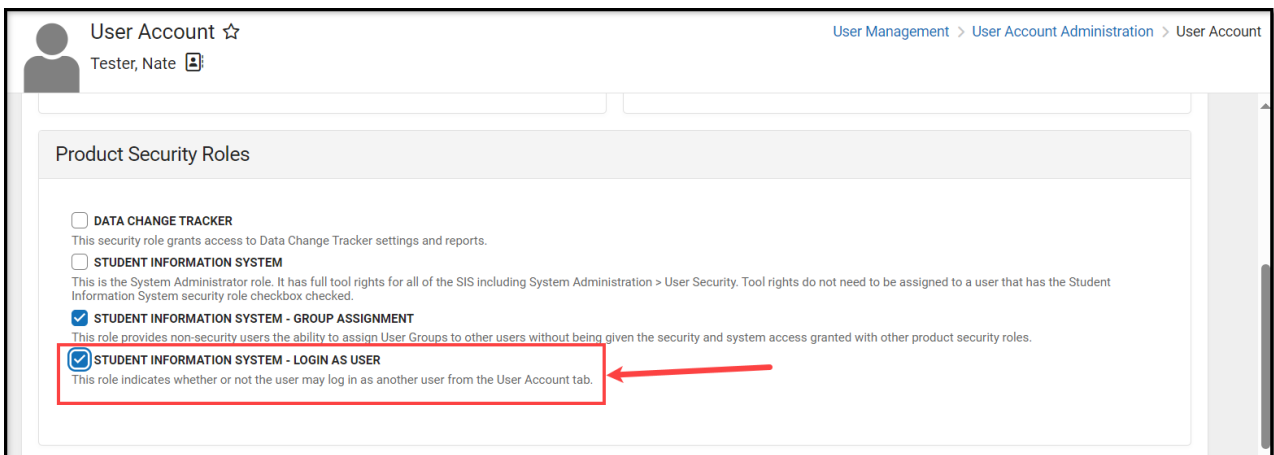 User Account
User Management > User Account Administration > User Account
Tester, Nate
Product Security Roles
DATA CHANGE TRACKER
This security role grants access to Data Change Tracker settings and reports.
STUDENT INFORMATION SYSTEM
This is the System Administrator role. It has full tool rights for all of the SIS including System Administration > User Security. Tool rights do not need to be assigned to a user that has the Student
Information System security role checkbox checked.
STUDENT INFORMATION SYSTEM - GROUP ASSIGNMENT
This role provides non-security users the ability to assign User Groups to other users without being given the security and system access granted with other product security roles.
STUDENT INFORMATION SYSTEM - LOGIN AS USER
This role indicates whether or not the user may log in as another user from the User Account tab.